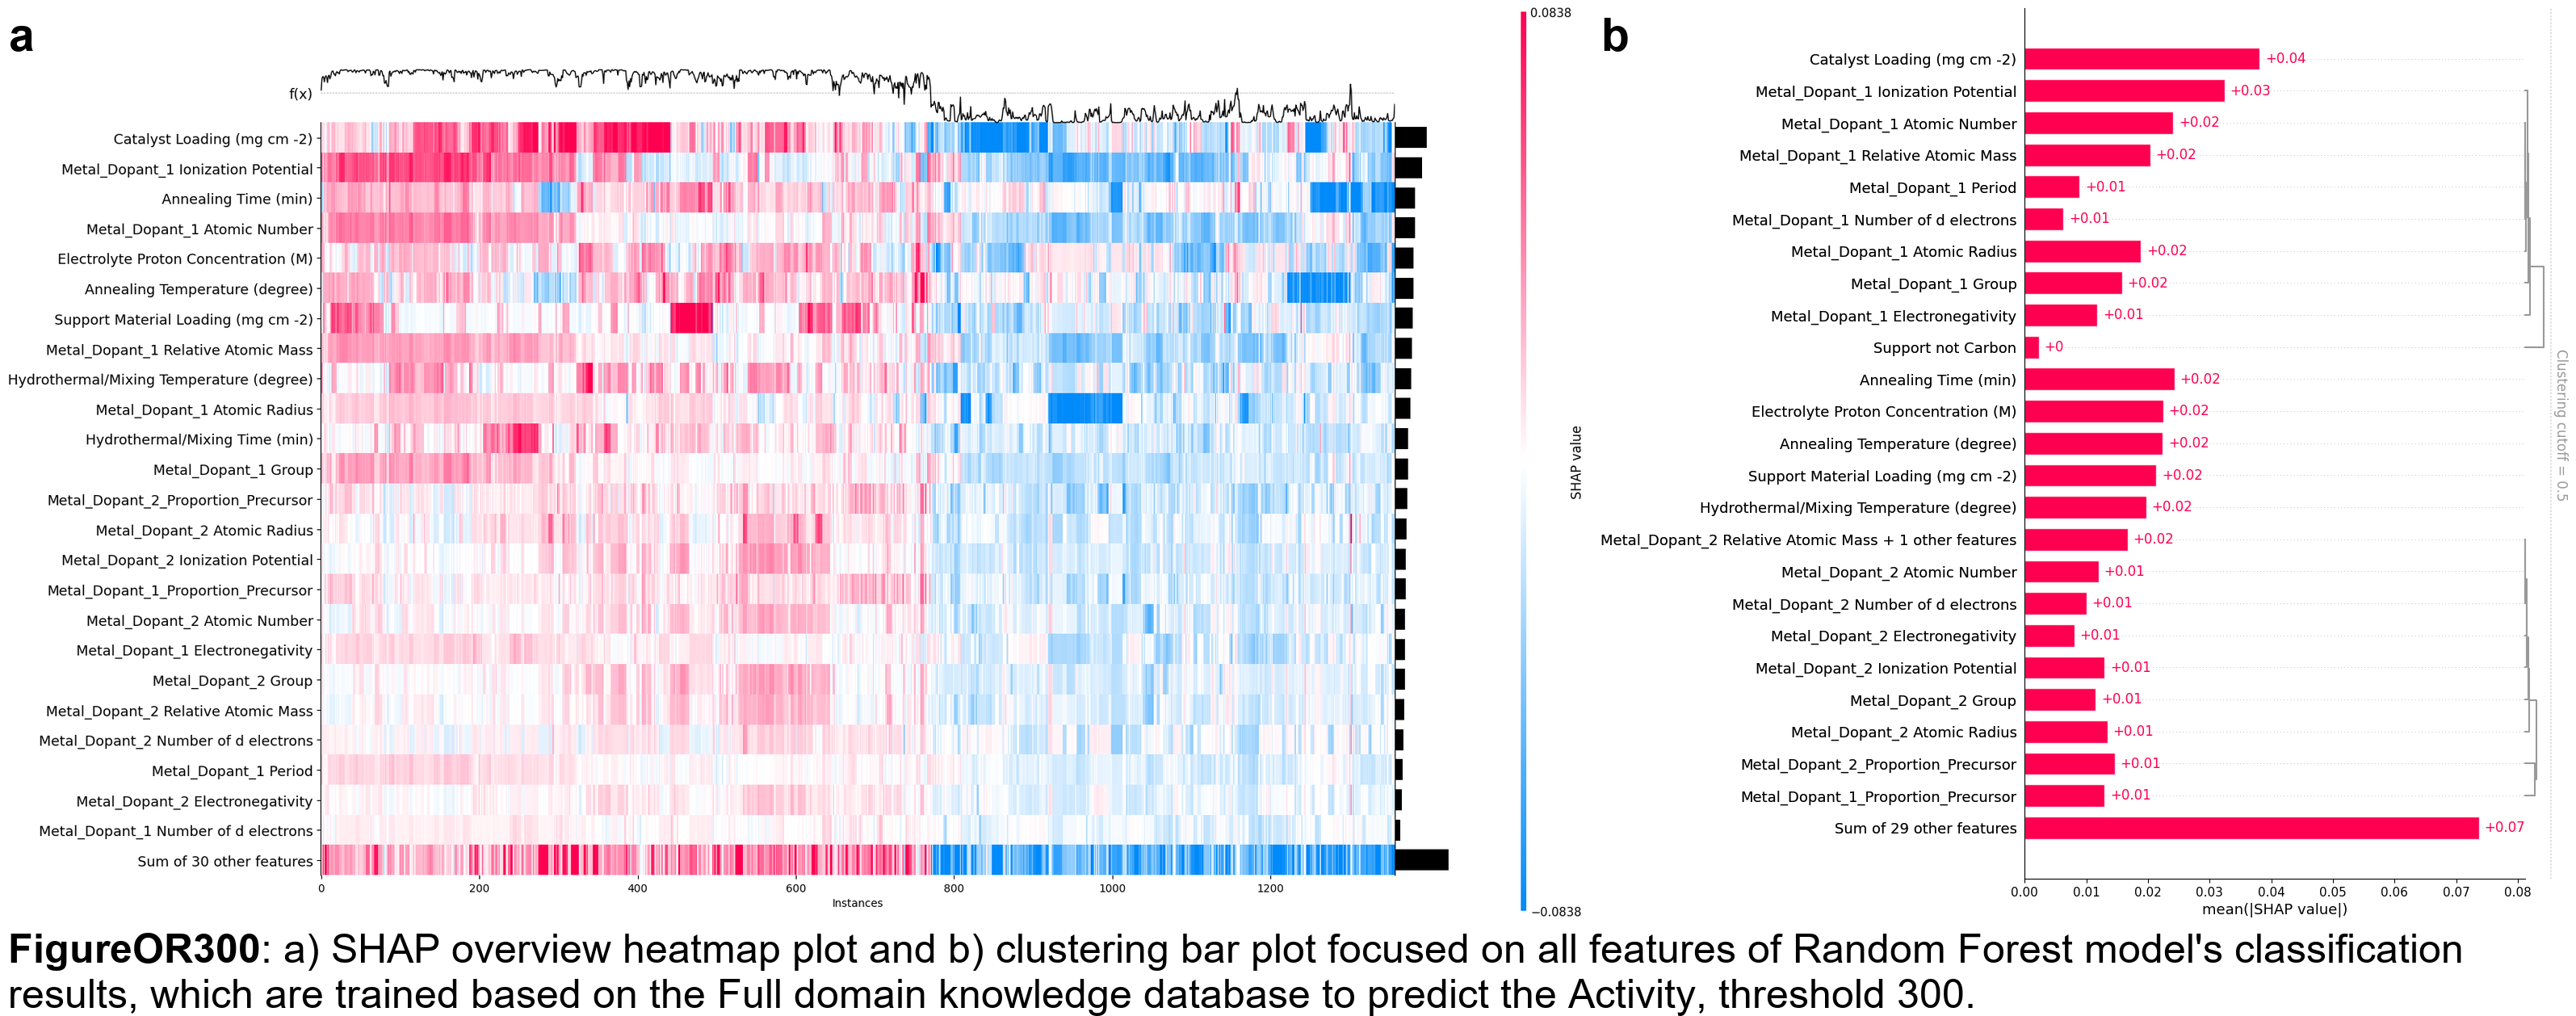 a
f(x)
Catalyst Loading (mg cm -2)
Metal_Dopant_1 Ionization Potential
Annealing Time (min)
Metal_Dopant_1 Atomic Number
Electrolyte Proton Concentration (M)
Annealing Temperature (degree)
Support Material Loading (mg cm -2)
Metal_Dopant_1 Relative Atomic Mass
Hydrothermal/Mixing Temperature (degree)
Metal_Dopant_1 Atomic Radius
Hydrothermal/Mixing Time (min)
Metal_Dopant_1 Group
Metal_Dopant_2_Proportion_Precursor
Metal_Dopant_2 Atomic Radius
Metal_Dopant_2 Ionization Potential
Metal_Dopant_1_Proportion_Precursor
Metal_Dopant_2 Atomic Number
Metal_Dopant_1 Electronegativity
Metal_Dopant_2 Group
Metal_Dopant_2 Relative Atomic Mass
Metal_Dopant_2 Number of d electrons
Metal_Dopant_1 Period
Metal_Dopant_2 Electronegativity
Metal_Dopant_1 Number of d electrons
Sum of 30 other features
0 200 400 600 800 1000 1200
Instances
0.0838
SHAP value
−0.0838
b
Catalyst Loading (mg cm -2) +0.04
Metal_Dopant_1 Ionization Potential +0.03
Metal_Dopant_1 Atomic Number +0.02
Metal_Dopant_1 Relative Atomic Mass +0.02
Metal_Dopant_1 Period +0.01
Metal_Dopant_1 Number of d electrons +0.01
Metal_Dopant_1 Atomic Radius +0.02
Metal_Dopant_1 Group +0.02
Metal_Dopant_1 Electronegativity +0.01
Support not Carbon +0
Annealing Time (min) +0.02
Electrolyte Proton Concentration (M) +0.02
Annealing Temperature (degree) +0.02
Support Material Loading (mg cm -2) +0.02
Hydrothermal/Mixing Temperature (degree) +0.02
Metal_Dopant_2 Relative Atomic Mass + 1 other features +0.02
Metal_Dopant_2 Atomic Number +0.01
Metal_Dopant_2 Number of d electrons +0.01
Metal_Dopant_2 Electronegativity +0.01
Metal_Dopant_2 Ionization Potential +0.01
Metal_Dopant_2 Group +0.01
Metal_Dopant_2 Atomic Radius +0.01
Metal_Dopant_2_Proportion_Precursor +0.01
Metal_Dopant_1_Proportion_Precursor +0.01
Sum of 29 other features +0.07
0.00 0.01 0.02 0.03 0.04 0.05 0.06 0.07 0.08
mean(|SHAP value|)
Clustering cutoff = 0.5
FigureOR300: a) SHAP overview heatmap plot and b) clustering bar plot focused on all features of Random Forest model's classification
results, which are trained based on the Full domain knowledge database to predict the Activity, threshold 300.